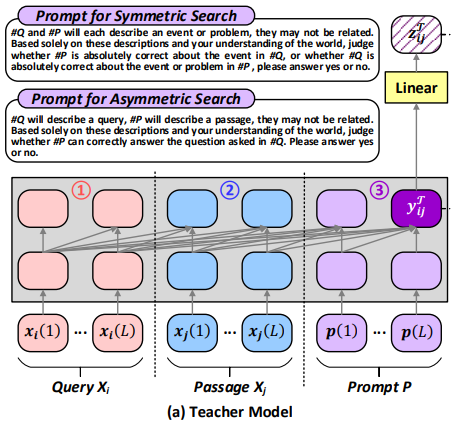 Prompt for Symmetric Search
#Q and #P will each describe an event or problem, they may not be related.
Based solely on these descriptions and your understanding of the world, judge
whether #P is absolutely correct about the event in #Q, or whether #Q is
absolutely correct about the event or problem in #P , please answer yes or no.
Prompt for Asymmetric Search
#Q will describe a query, #P will describe a passage, they may not be related.
Based solely on these descriptions and your understanding of the world, judge
whether #P can correctly answer the question asked in #Q. Please answer yes
or no.
z_{ij}^T
Linear
① ② ③
y_{ij}^T
x_i(1) ... x_i(L) x_j(1) ... x_j(L) p(1) ... p(L)
Query X_i Passage X_j Prompt P
(a) Teacher Model